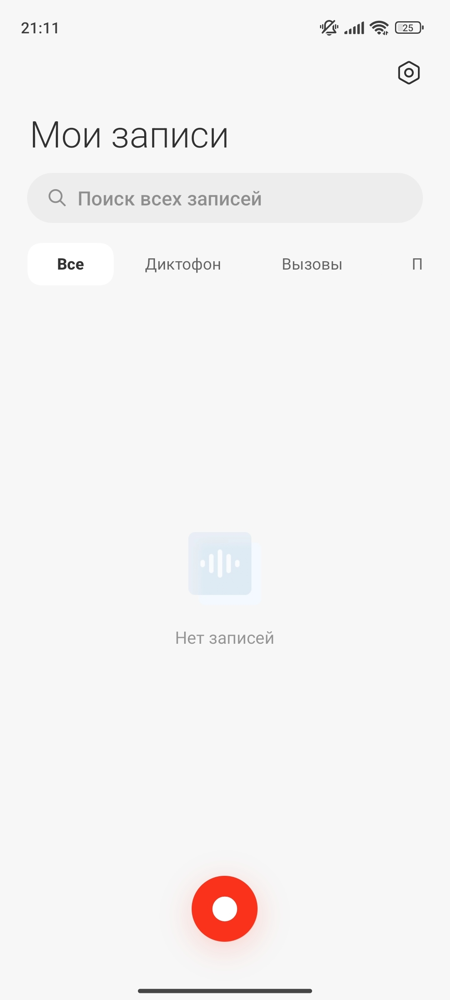 21:11
25
Мои записи
Поиск всех записей
Все Диктофон Вызовы П
Нет записей